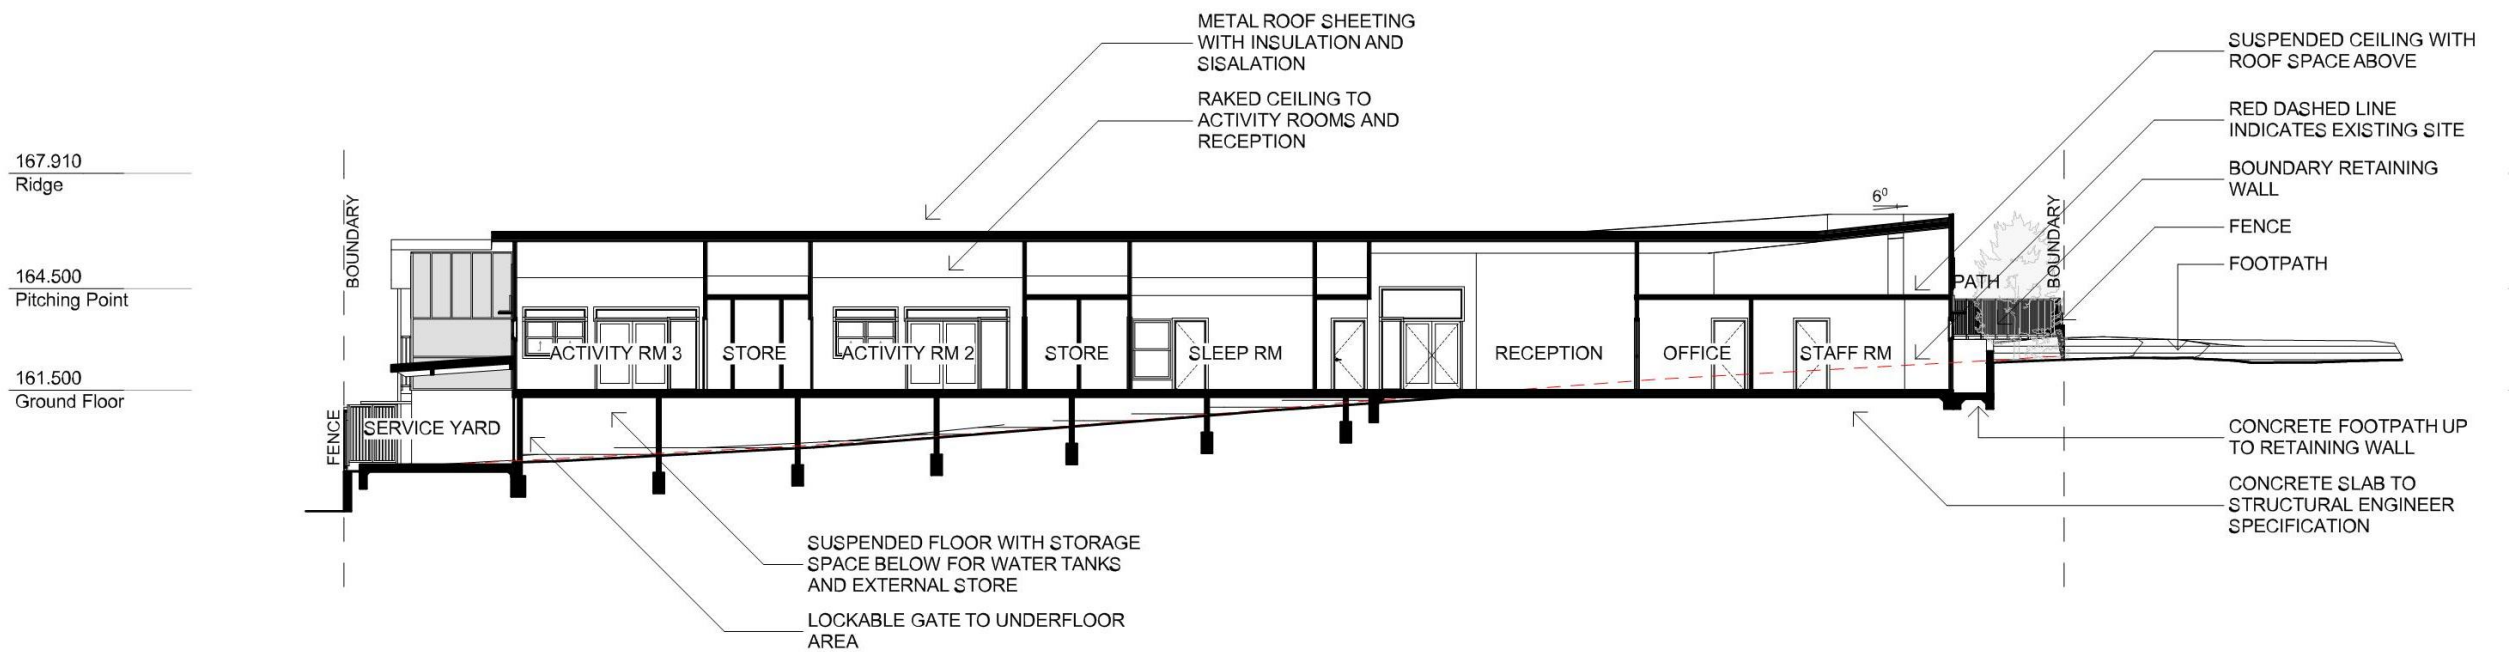 METAL ROOF SHEETING
WITH INSULATION AND
SISALATION
RAKED CEILING TO
ACTIVITY ROOMS AND
RECEPTION
SUSPENDED CEILING WITH
ROOF SPACE ABOVE
RED DASHED LINE
INDICATES EXISTING SITE
BOUNDARY RETAINING
WALL
FENCE
FOOTPATH
167.910
Ridge
164.500
Pitching Point
161.500
Ground Floor
BOUNDARY
6⁰
BOUNDARY
PATH
ACTIVITY RM 3
STORE
ACTIVITY RM 2
STORE
SLEEP RM
RECEPTION
OFFICE
STAFF RM
FENCE
SERVICE YARD
CONCRETE FOOTPATH UP
TO RETAINING WALL
CONCRETE SLAB TO
STRUCTURAL ENGINEER
SPECIFICATION
SUSPENDED FLOOR WITH STORAGE
SPACE BELOW FOR WATER TANKS
AND EXTERNAL STORE
LOCKABLE GATE TO UNDERFLOOR
AREA